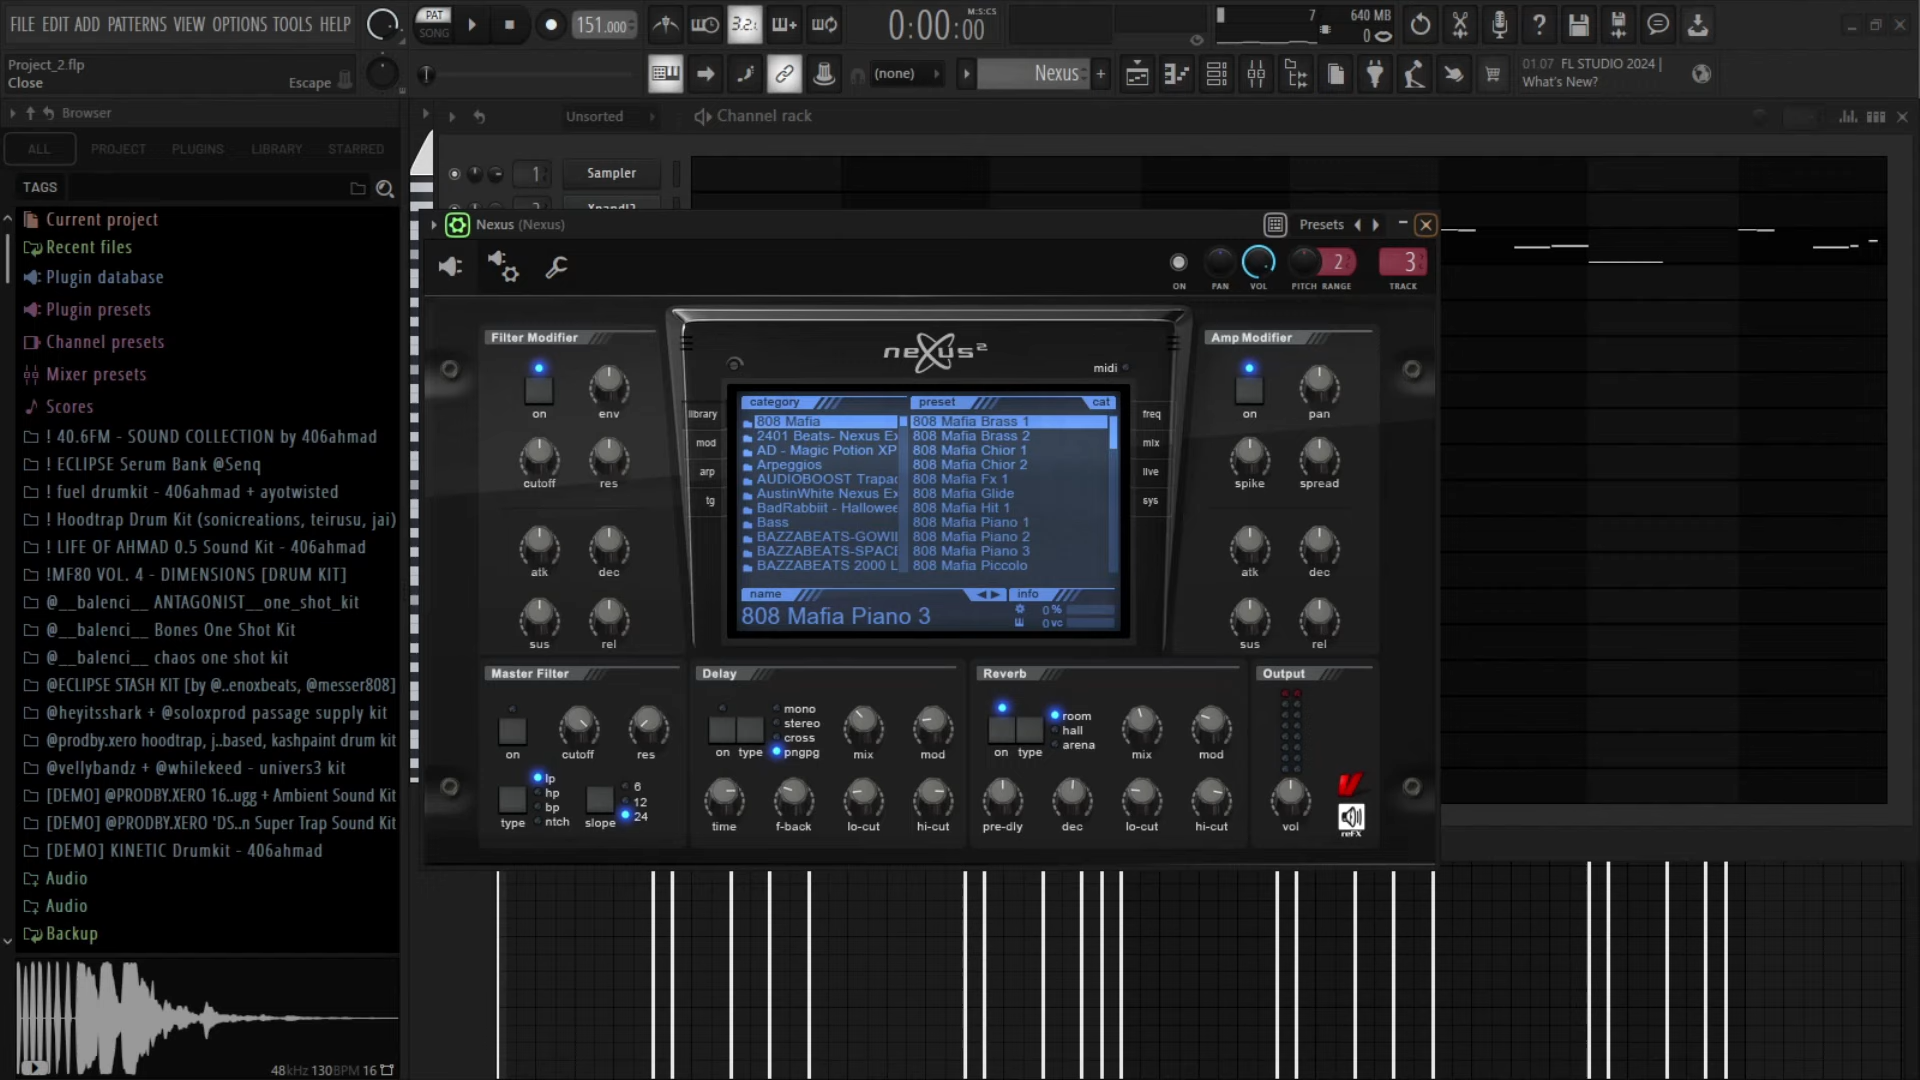 FILE EDIT ADD PATTERNS VIEW OPTIONS TOOLS HELP
PAT
SONG
151.000
3.2.
0:00:00
M:S:CS
7
640 MB
0
Project_2.flp
Close
Escape
(none)
Nexus
01.07 FL STUDIO 2024 |
What's New?
Browser
Unsorted
Channel rack
ALL
PROJECT
PLUGINS
LIBRARY
STARRED
TAGS
1
Sampler
Current project
Recent files
Plugin database
Plugin presets
Channel presets
Mixer presets
Scores
! 40.6FM - SOUND COLLECTION by 406ahmad
! ECLIPSE Serum Bank @Senq
! fuel drumkit - 406ahmad + ayotwisted
! Hoodtrap Drum Kit (sonicreations, teirusu, jai)
! LIFE OF AHMAD 0.5 Sound Kit - 406ahmad
!MF80 VOL. 4 - DIMENSIONS [DRUM KIT]
@__balenci__ ANTAGONIST__one_shot_kit
@__balenci__ Bones One Shot Kit
@__balenci__ chaos one shot kit
@ECLIPSE STASH KIT [by @..enoxbeats, @messer808]
@heyitsshark + @soloxprod passage supply kit
@prodby.xero hoodtrap, j..based, kashpaint drum kit
@vellybandz + @whilekeed - univers3 kit
[DEMO] @PRODBY.XERO 16..ugg + Ambient Sound Kit
[DEMO] @PRODBY.XERO 'DS..n Super Trap Sound Kit
[DEMO] KINETIC Drumkit - 406ahmad
Audio
Audio
Backup
48kHz 130BPM 16
Nexus (Nexus)
Presets
2
3
ON
PAN
VOL
PITCH RANGE
TRACK
Filter Modifier
on
env
cutoff
res
atk
dec
sus
rel
nexus2
midi
library
mod
arp
tg
freq
mix
live
sys
category
preset
cat
808 Mafia
2401 Beats- Nexus Ex
AD - Magic Potion XP
Arpeggios
AUDIOBOOST Trapac
AustinWhite Nexus Ex
BadRabbiit - Hallowee
Bass
BAZZABEATS-GOWII
BAZZABEATS-SPACE
BAZZABEATS 2000 L
808 Mafia Brass 1
808 Mafia Brass 2
808 Mafia Chior 1
808 Mafia Chior 2
808 Mafia Fx 1
808 Mafia Glide
808 Mafia Hit 1
808 Mafia Piano 1
808 Mafia Piano 2
808 Mafia Piano 3
808 Mafia Piccolo
name
info
808 Mafia Piano 3
0 %
0 vc
Amp Modifier
on
pan
spike
spread
atk
dec
sus
rel
Master Filter
on
cutoff
res
type
lp
hp
bp
ntch
slope
6
12
24
Delay
on
type
mono
stereo
cross
pngpg
mix
mod
time
f-back
lo-cut
hi-cut
Reverb
on
type
room
hall
arena
mix
mod
pre-dly
dec
lo-cut
hi-cut
Output
vol
reFX